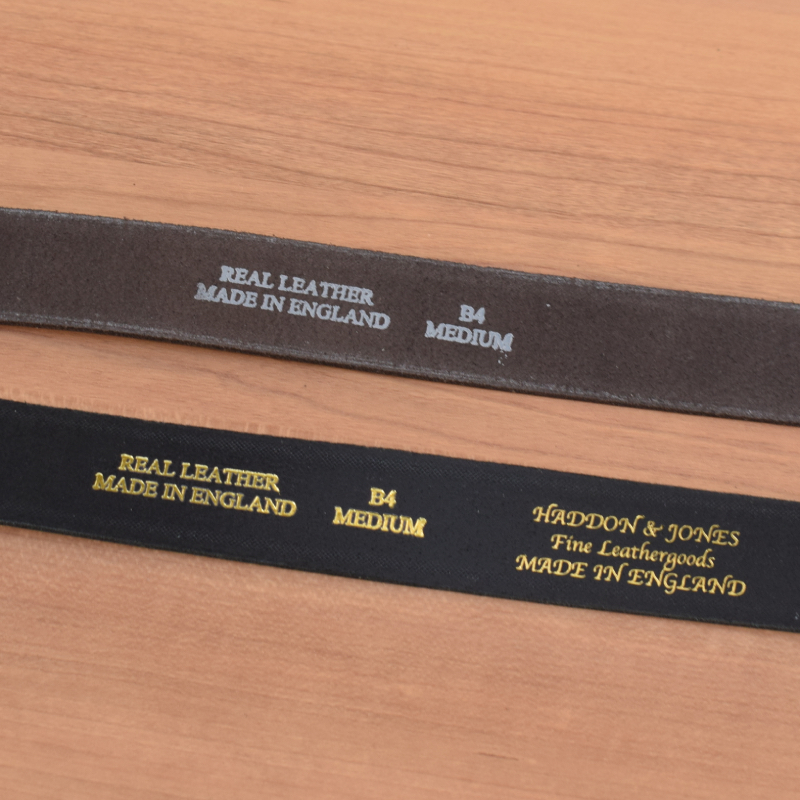 REAL LEATHER
MADE IN ENGLAND
B4
MEDIUM
REAL LEATHER
MADE IN ENGLAND
B4
MEDIUM
HADDON & JONES
Fine Leathergoods
MADE IN ENGLAND